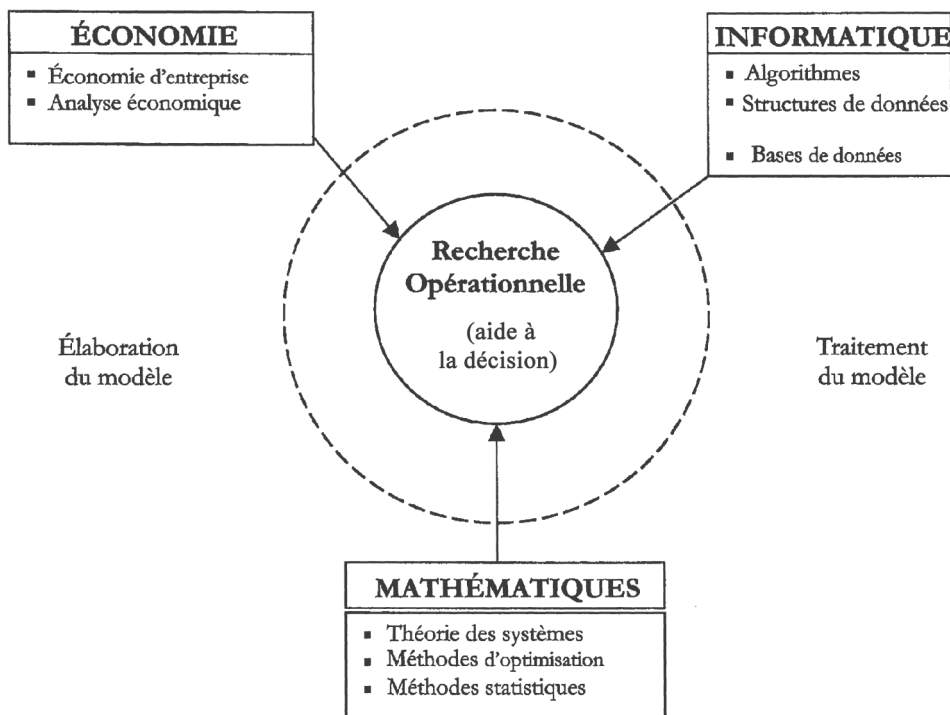 ÉCONOMIE
▪ Économie d'entreprise
▪ Analyse économique
INFORMATIQUE
▪ Algorithmes
▪ Structures de données
▪ Bases de données
Recherche
Opérationnelle
(aide à
la décision)
Élaboration
du modèle
Traitement
du modèle
MATHÉMATIQUES
▪ Théorie des systèmes
▪ Méthodes d'optimisation
▪ Méthodes statistiques